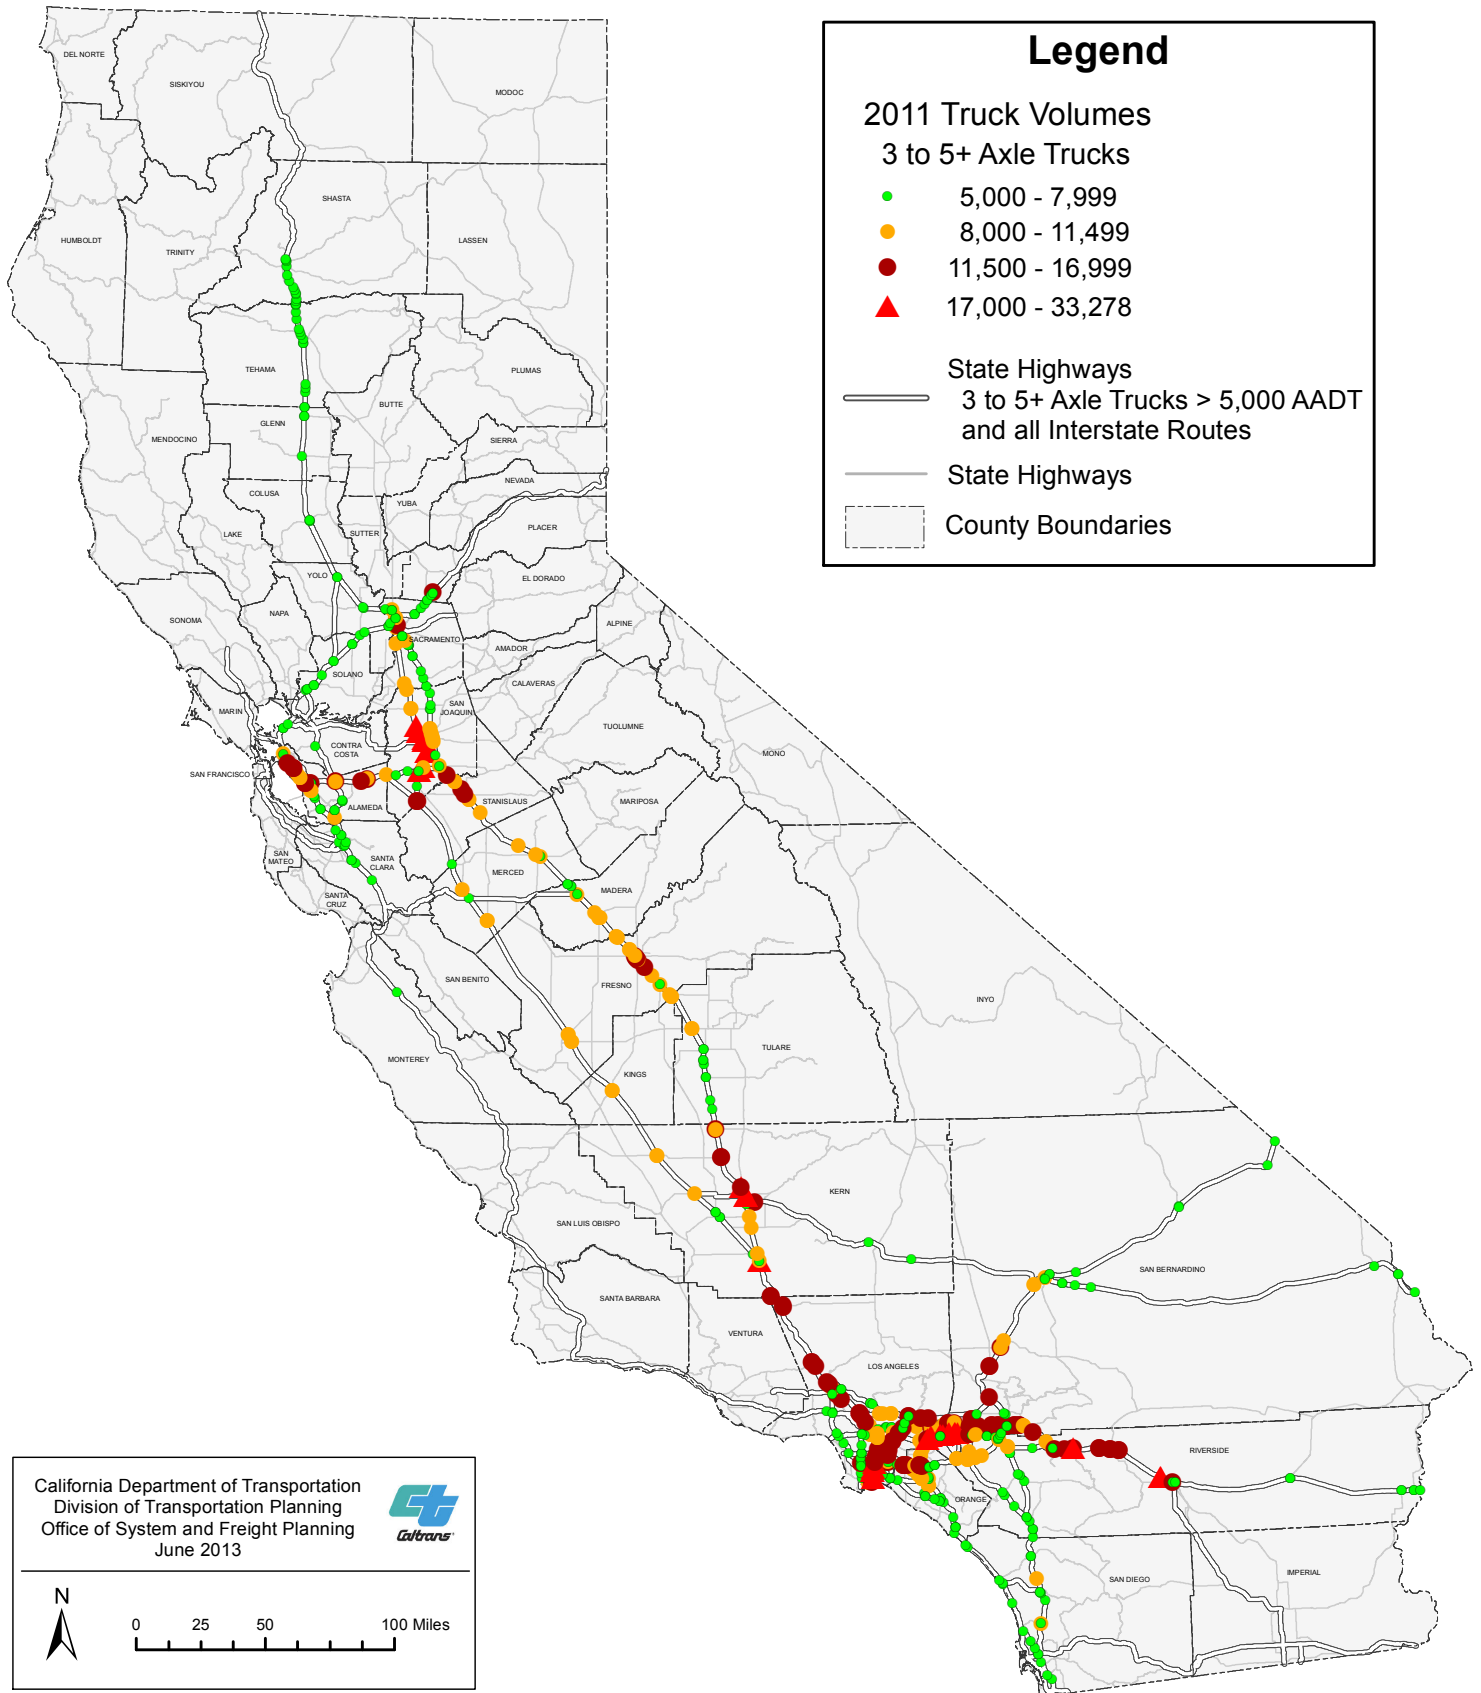 Legend
2011 Truck Volumes
3 to 5+ Axle Trucks
5,000 - 7,999
8,000 - 11,499
11,500 - 16,999
17,000 - 33,278
State Highways
3 to 5+ Axle Trucks > 5,000 AADT
and all Interstate Routes
State Highways
County Boundaries
DEL NORTE
SISKIYOU
MODOC
SHASTA
HUMBOLDT
TRINITY
LASSEN
TEHAMA
PLUMAS
BUTTE
GLENN
MENDOCINO
SIERRA
NEVADA
COLUSA
YUBA
PLACER
SUTTER
LAKE
YOLO
EL DORADO
NAPA
SONOMA
ALPINE
SACRAMENTO
AMADOR
SOLANO
CALAVERAS
MARIN
SAN
JOAQUIN
TUOLUMNE
CONTRA
COSTA
MONO
SAN FRANCISCO
ALAMEDA
STANISLAUS
MARIPOSA
SAN
MATEO
SANTA
CLARA
MERCED
MADERA
SANTA
CRUZ
SAN BENITO
FRESNO
INYO
MONTEREY
TULARE
KINGS
KERN
SAN LUIS OBISPO
SAN BERNARDINO
SANTA BARBARA
VENTURA
LOS ANGELES
RIVERSIDE
ORANGE
SAN DIEGO
IMPERIAL
California Department of Transportation
Division of Transportation Planning
Office of System and Freight Planning
June 2013
Caltrans
N
0 25 50 100 Miles